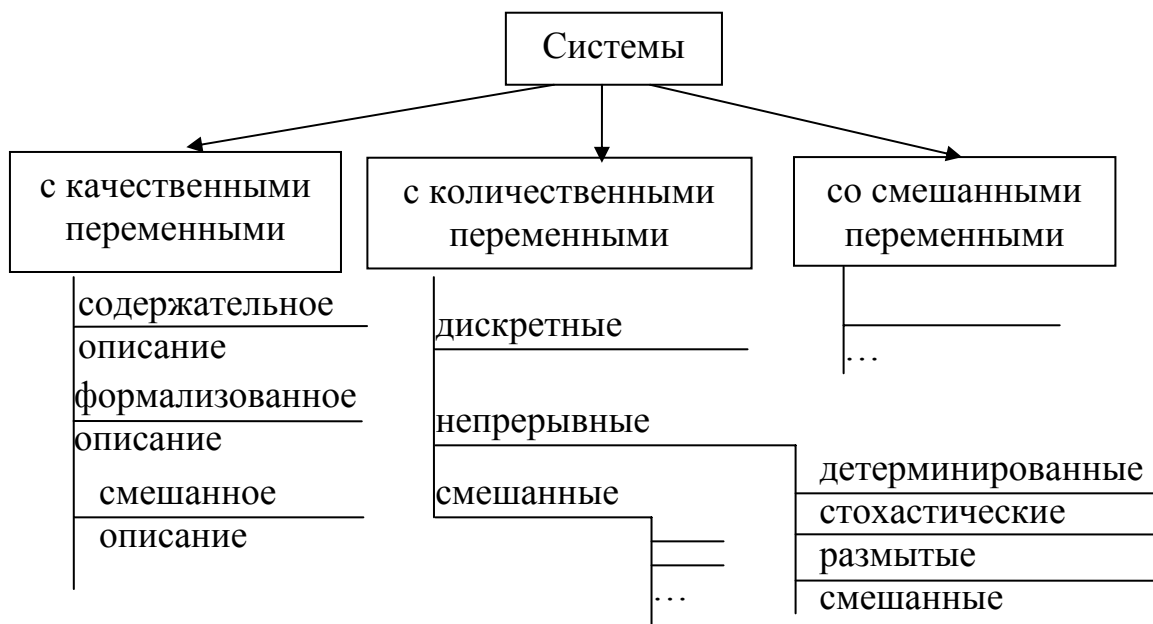 Системы
с качественными
переменными
с количественными
переменными
со смешанными
переменными
содержательное
описание
формализованное
описание
смешанное
описание
дискретные
непрерывные
смешанные
…
детерминированные
стохастические
размытые
смешанные
…